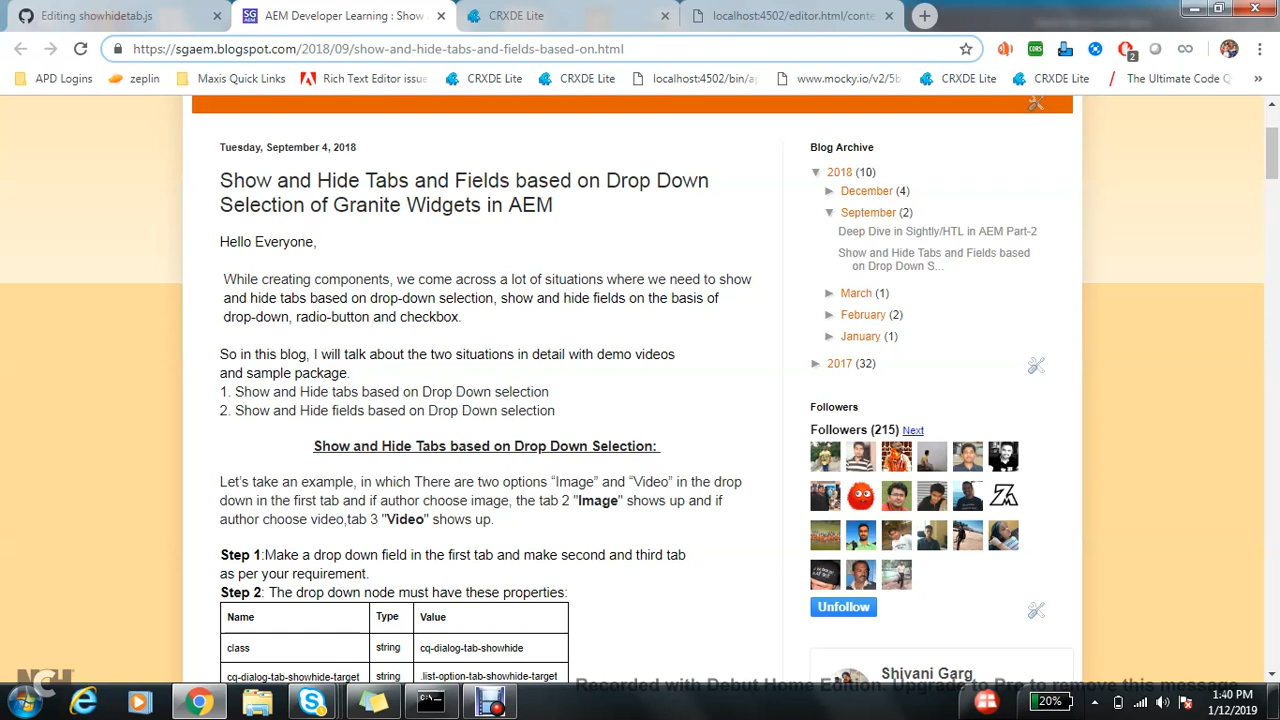 Editing showhidetab.js
AEM Developer Learning : Show
CRXDE Lite
localhost:4502/editor.html/conte
https://sgaem.blogspot.com/2018/09/show-and-hide-tabs-and-fields-based-on.html
APD Logins
zeplin
Maxis Quick Links
Rich Text Editor issue
CRXDE Lite
CRXDE Lite
localhost:4502/bin/a
www.mocky.io/v2/5b
CRXDE Lite
CRXDE Lite
The Ultimate Code Q
Tuesday, September 4, 2018
Show and Hide Tabs and Fields based on Drop Down
Selection of Granite Widgets in AEM
Hello Everyone,
While creating components, we come across a lot of situations where we need to show
and hide tabs based on drop-down selection, show and hide fields on the basis of
drop-down, radio-button and checkbox.
So in this blog, I will talk about the two situations in detail with demo videos
and sample package.
1. Show and Hide tabs based on Drop Down selection
2. Show and Hide fields based on Drop Down selection
Show and Hide Tabs based on Drop Down Selection:
Let's take an example, in which There are two options “Image” and “Video” in the drop
down in the first tab and if author choose image, the tab 2 "Image" shows up and if
author choose video,tab 3 "Video" shows up.
Step 1:Make a drop down field in the first tab and make second and third tab
as per your requirement.
Step 2: The drop down node must have these properties:
Name Type Value
class string cq-dialog-tab-showhide
cq-dialog-tab-showhide-target string .list-option-tab-showhide-target
Blog Archive
▼ 2018 (10)
► December (4)
▼ September (2)
Deep Dive in Sightly/HTL in AEM Part-2
Show and Hide Tabs and Fields based
on Drop Down S...
► March (1)
► February (2)
► January (1)
► 2017 (32)
Followers
Followers (215) Next
Unfollow
Shivani Garg
NCH
Recorded with Debut Home Edition. Upgrade to Pro to remove this message
20%
1:40 PM
1/12/2019